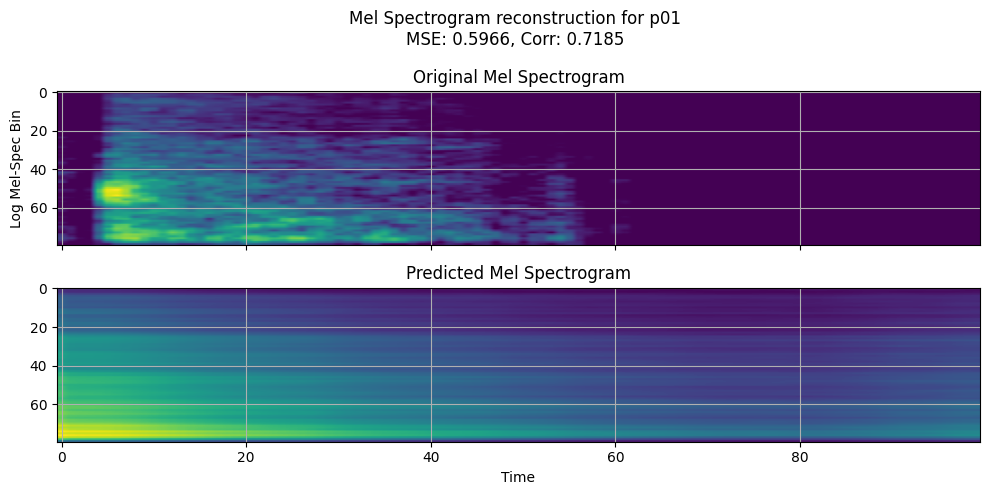 Mel Spectrogram reconstruction for p01
MSE: 0.5966, Corr: 0.7185
Original Mel Spectrogram
Log Mel-Spec Bin
0
20
40
60
Predicted Mel Spectrogram
0
20
40
60
0 20 40 60 80
Time